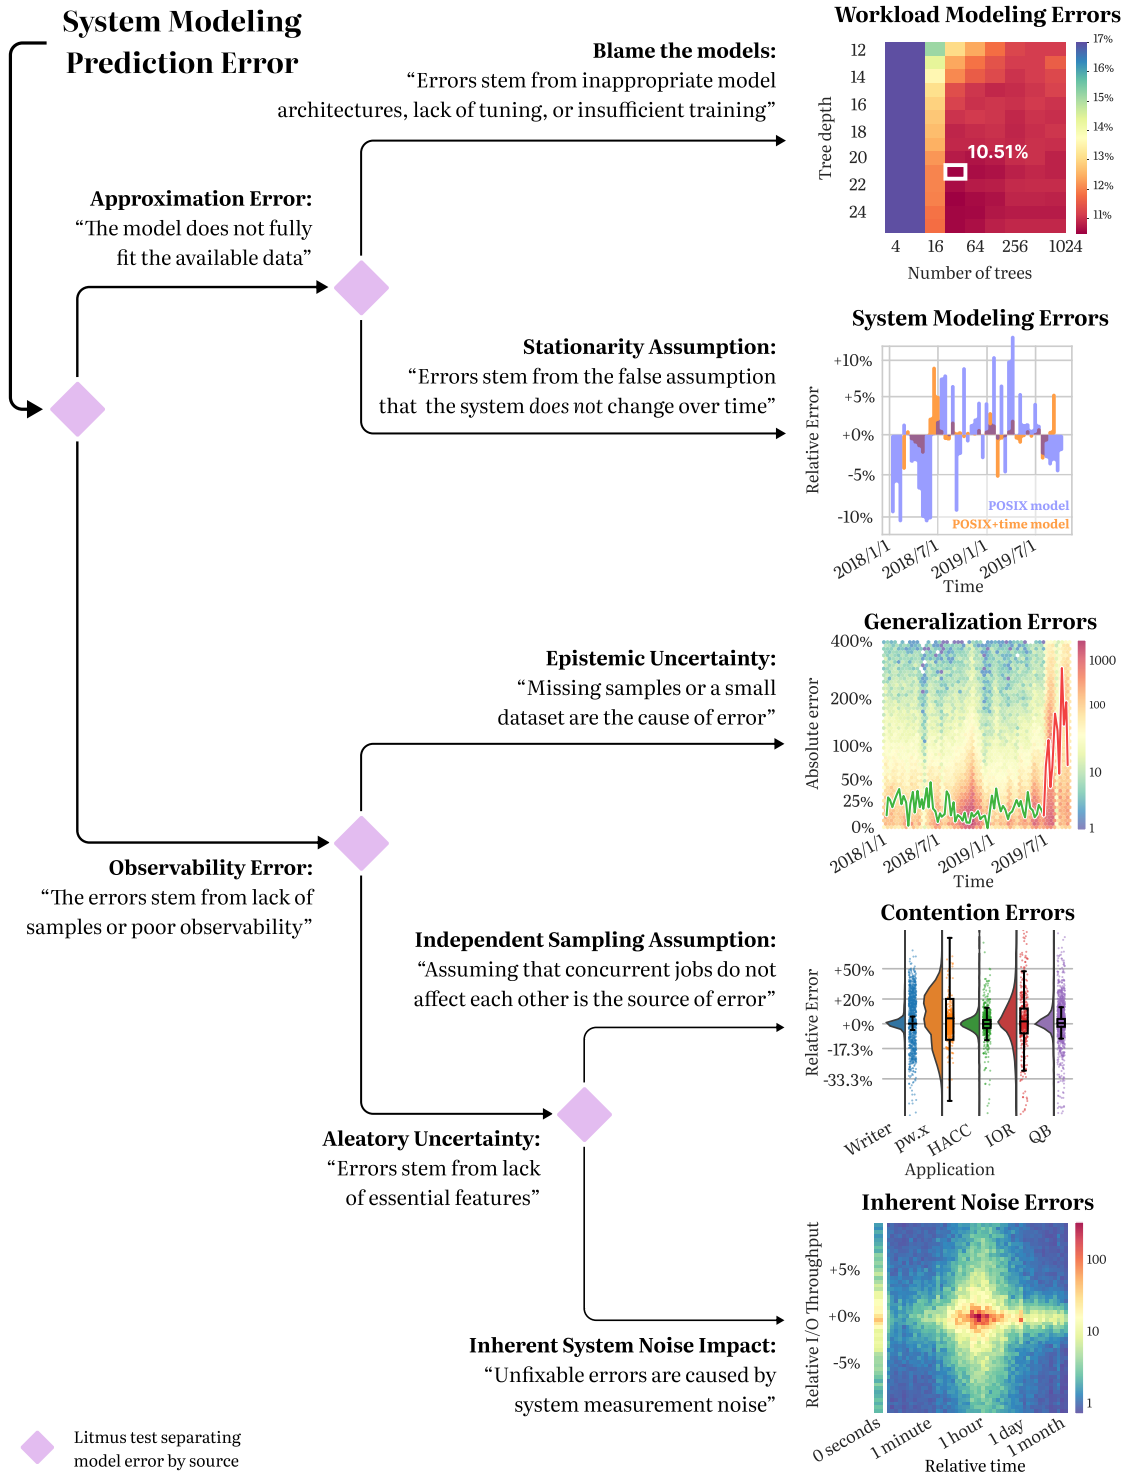 System Modeling
Prediction Error
Blame the models:
“Errors stem from inappropriate model
architectures, lack of tuning, or insufficient training”
Approximation Error:
“The model does not fully
fit the available data”
Stationarity Assumption:
“Errors stem from the false assumption
that the system does not change over time”
Epistemic Uncertainty:
“Missing samples or a small
dataset are the cause of error”
Observability Error:
“The errors stem from lack of
samples or poor observability”
Independent Sampling Assumption:
“Assuming that concurrent jobs do not
affect each other is the source of error”
Aleatory Uncertainty:
“Errors stem from lack
of essential features”
Inherent System Noise Impact:
“Unfixable errors are caused by
system measurement noise”
Litmus test separating
model error by source
Workload Modeling Errors
Tree depth
12
14
16
18
20
22
24
10.51%
17%
16%
15%
14%
13%
12%
11%
4 16 64 256 1024
Number of trees
System Modeling Errors
Relative Error
+10%
+5%
+0%
-5%
-10%
POSIX model
POSIX+time model
2018/1/1 2018/7/1 2019/1/1 2019/7/1
Time
Generalization Errors
Absolute error
400%
200%
100%
50%
25%
0%
1000
100
10
1
2018/1/1 2018/7/1 2019/1/1 2019/7/1
Time
Contention Errors
Relative Error
+50%
+20%
+0%
-17.3%
-33.3%
Writer pw.x HACC IOR QB
Application
Inherent Noise Errors
Relative I/O Throughput
+5%
+0%
-5%
100
10
1
0 seconds 1 minute 1 hour 1 day 1 month
Relative time